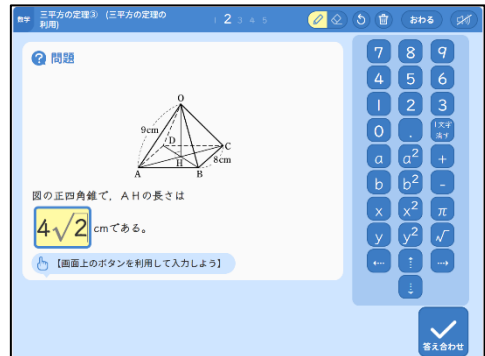 数学 三平方の定理③ (三平方の定理の利用)
1 2 3 4 5
おわる
問題
O
9cm
D
C
H
8cm
A
B
図の正四角錐で，AHの長さは
4√2 cmである。
【画面上のボタンを利用して入力しよう】
7 8 9
4 5 6
1 2 3
0 . 1文字消す
a a² +
b b² -
x x² π
y y² √
← ↑ →
↓
答え合わせ